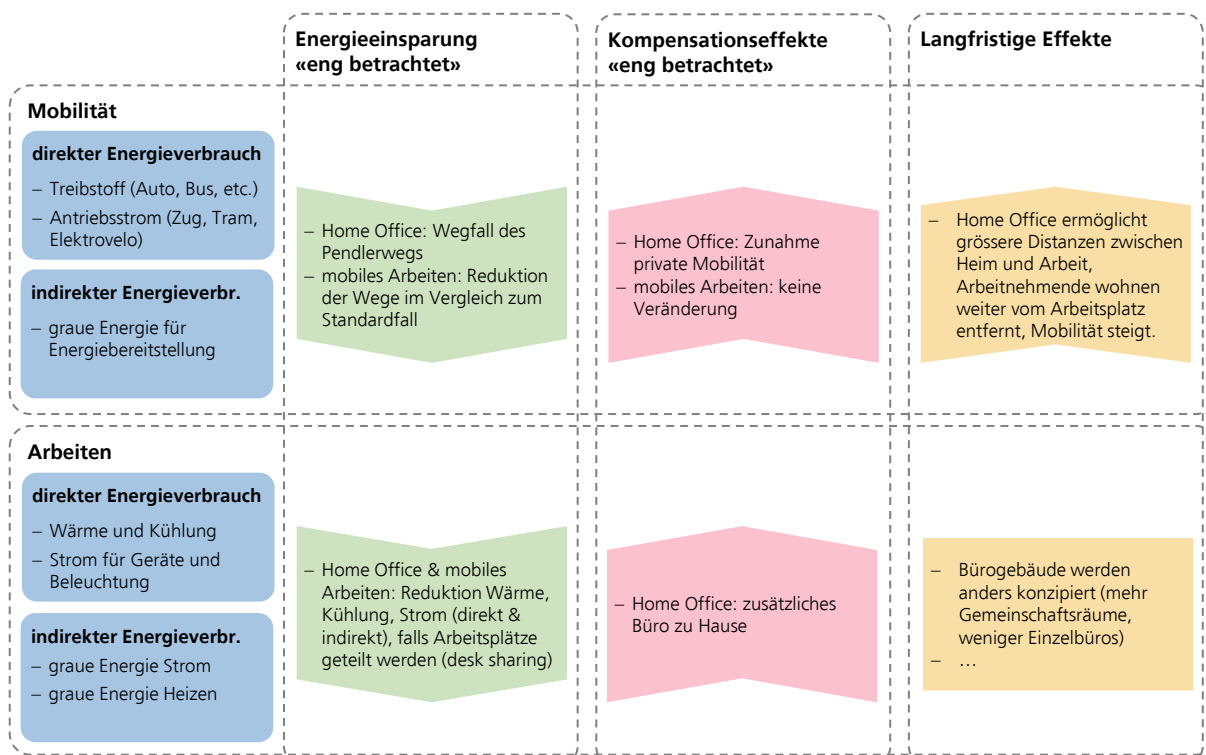 Energieeinsparung
«eng betrachtet»
Kompensationseffekte
«eng betrachtet»
Langfristige Effekte
Mobilität
direkter Energieverbrauch
– Treibstoff (Auto, Bus, etc.)
– Antriebsstrom (Zug, Tram,
Elektrovelo)
indirekter Energieverbr.
– graue Energie für
Energiebereitstellung
– Home Office: Wegfall des
Pendlerwegs
– mobiles Arbeiten: Reduktion
der Wege im Vergleich zum
Standardfall
– Home Office: Zunahme
private Mobilität
– mobiles Arbeiten: keine
Veränderung
– Home Office ermöglicht
grössere Distanzen zwischen
Heim und Arbeit,
Arbeitnehmende wohnen
weiter vom Arbeitsplatz
entfernt, Mobilität steigt.
Arbeiten
direkter Energieverbrauch
– Wärme und Kühlung
– Strom für Geräte und
Beleuchtung
indirekter Energieverbr.
– graue Energie Strom
– graue Energie Heizen
– Home Office & mobiles
Arbeiten: Reduktion Wärme,
Kühlung, Strom (direkt &
indirekt), falls Arbeitsplätze
geteilt werden (desk sharing)
– Home Office: zusätzliches
Büro zu Hause
– Bürogebäude werden
anders konzipiert (mehr
Gemeinschaftsräume,
weniger Einzelbüros)
– …